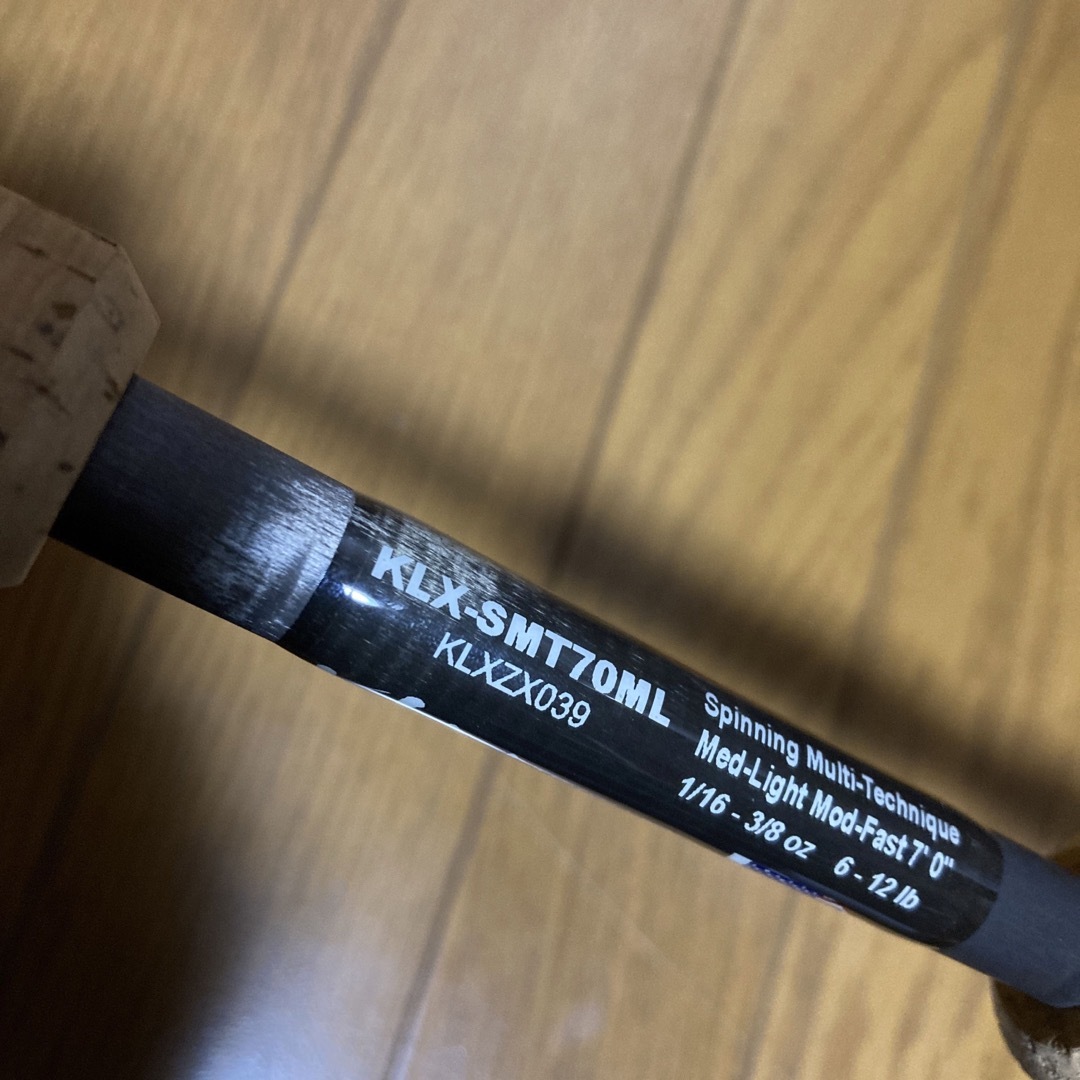 KLX-SMT70ML
KLXZX039
Spinning Multi-Technique
Med-Light Mod-Fast 7' 0"
1/16 - 3/8 oz 6 - 12 lb